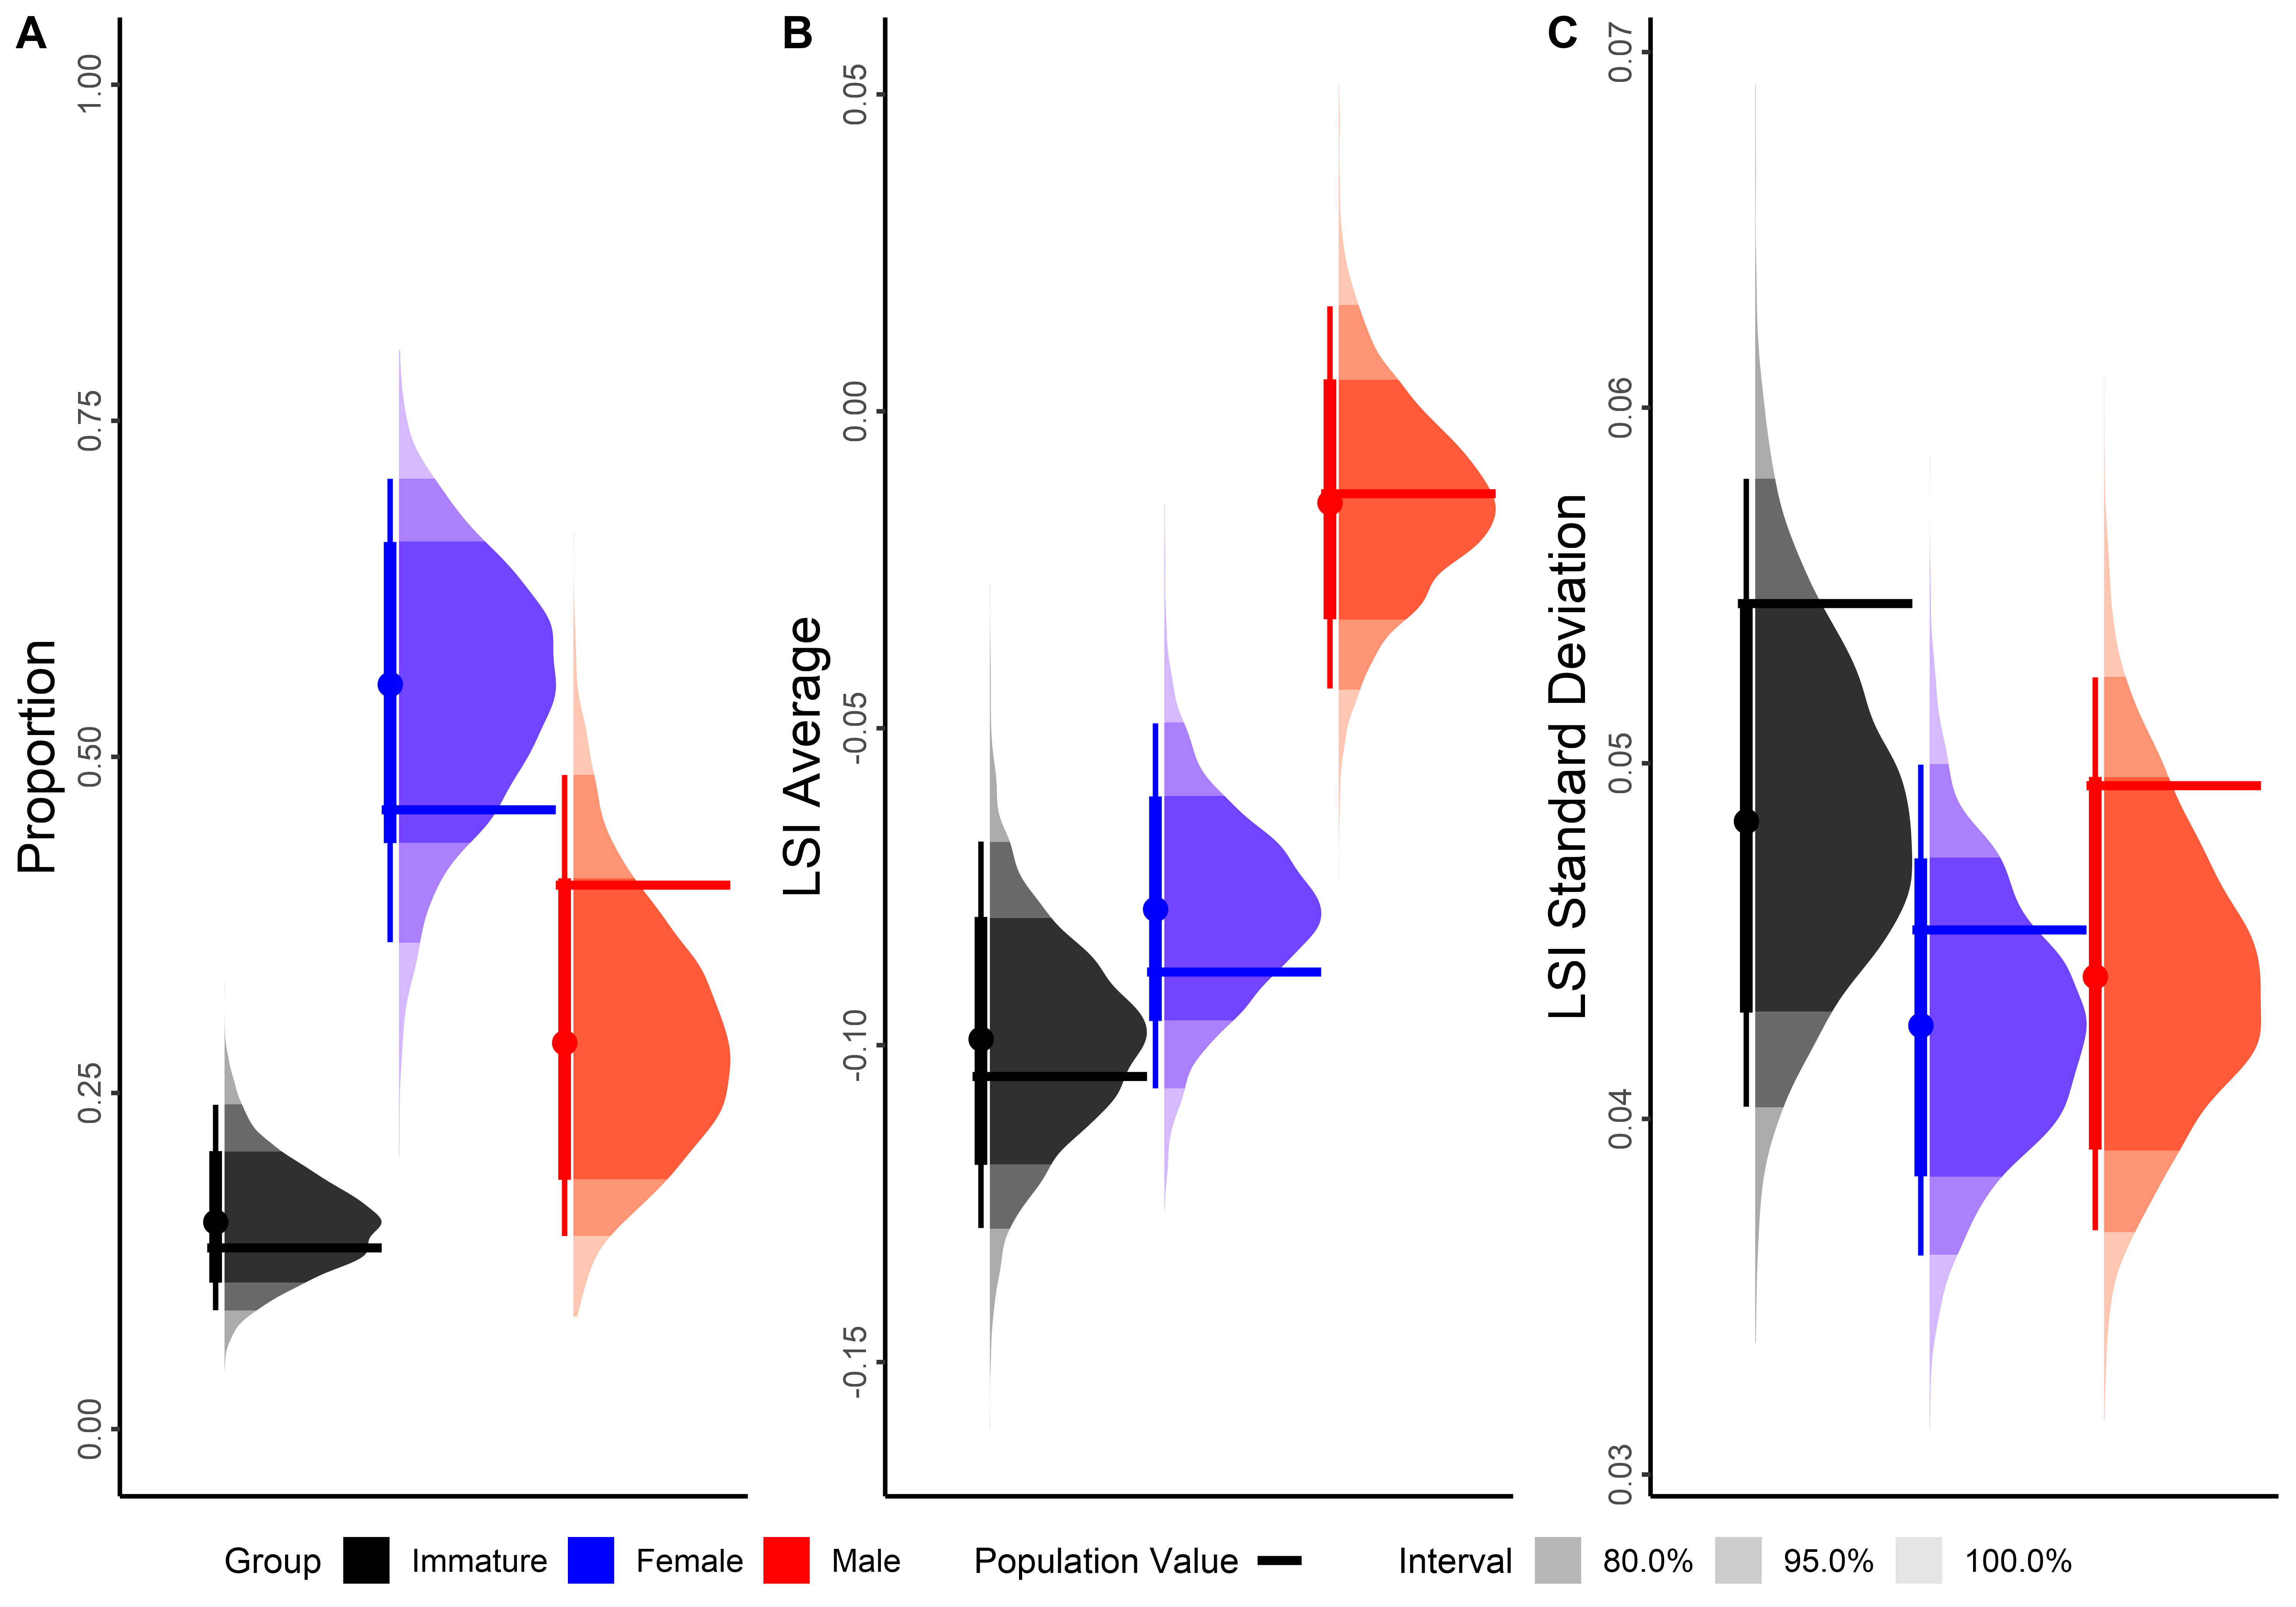 A
Proportion
1.00
0.75
0.50
0.25
0.00
B
LSI Average
0.05
0.00
-0.05
-0.10
-0.15
C
LSI Standard Deviation
0.07
0.06
0.05
0.04
0.03
Group Immature Female Male Population Value Interval 80.0% 95.0% 100.0%